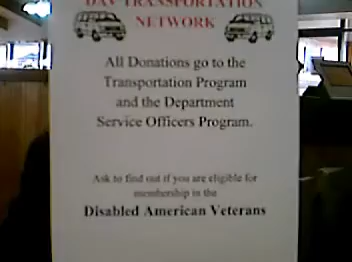 DAV TRANSPORTATION
NETWORK
All Donations go to the
Transportation Program
and the Department
Service Officers Program.
Ask to find out if you are eligible for
membership in the
Disabled American Veterans